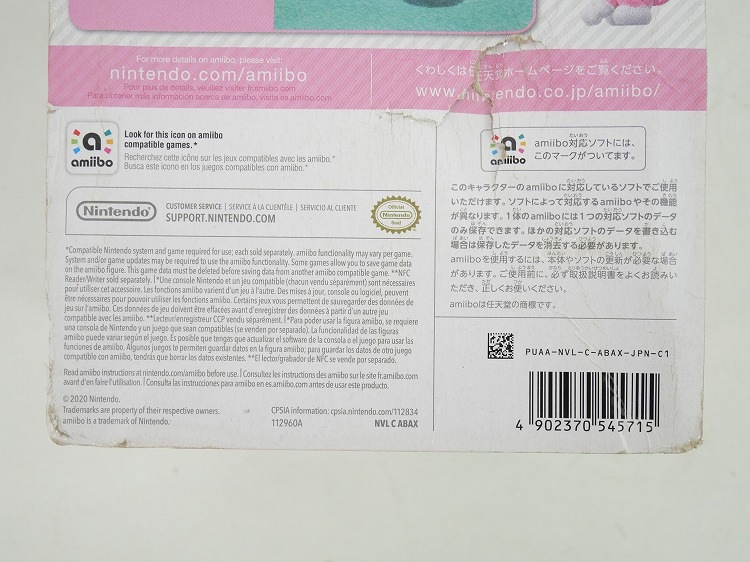 For more details on amiibo, please visit:
nintendo.com/amiibo
Pour plus de détails, veuillez visiter fr.amiibo.com
Para obtener más información acerca de amiibo, visita es.amiibo.com
くわしくは任天堂ホームページをご覧ください。
www.nintendo.co.jp/amiibo/
amiibo
Look for this icon on amiibo
compatible games.*
Recherchez cette icône sur les jeux compatibles avec les amiibo.*
Busca este icono en los juegos compatibles con amiibo.*
Nintendo
CUSTOMER SERVICE | SERVICE À LA CLIENTÈLE | SERVICIO AL CLIENTE
SUPPORT.NINTENDO.COM
Official
Nintendo
Seal
*Compatible Nintendo system and game required for use; each sold separately. amiibo functionality may vary per game.
System and/or game updates may be required to use the amiibo functionality. Some games allow you to save game data
on the amiibo figure. This game data must be deleted before saving data from another amiibo compatible game. **NFC
Reader/Writer sold separately. | *Une console Nintendo et un jeu compatible (chacun vendu séparément) sont nécessaires
pour utiliser cet accessoire. Les fonctions amiibo varient d'un jeu à l'autre. Des mises à jour, console ou logiciel, peuvent
être nécessaires pour pouvoir utiliser les fonctions amiibo. Certains jeux vous permettent de sauvegarder des données de
jeu sur l'amiibo. Ces données de jeu doivent être effacées avant d'enregistrer des données à partir d'un autre jeu
compatible avec amiibo. **Lecteur/enregistreur CCP vendu séparément. | *Para poder usar la figura amiibo, se requiere
una consola de Nintendo y un juego que sean compatibles (se venden por separado). La funcionalidad de las figuras
amiibo puede variar según el juego. Es posible que tengas que actualizar el software de la consola o el juego para usar las
funciones de amiibo. Algunos juegos te permiten guardar datos en la figura amiibo; para guardar los datos de otro juego
compatible con amiibo, tendrás que borrar los datos existentes. **El lector/grabador de NFC se vende por separado.
Read amiibo instructions at nintendo.com/amiibo before use. | Consultez les instructions des amiibo sur le site fr.amiibo.com
avant d'en faire l'utilisation. | Consulta las instrucciones para amiibo en es.amiibo.com antes de usar este producto.
© 2020 Nintendo
Trademarks are property of their respective owners.
amiibo is a trademark of Nintendo.
CPSIA information: cpsia.nintendo.com/112834
112960A
NVL C ABAX
amiibo
amiibo対応ソフトには、
このマークがついてます。
このキャラクターのamiiboに対応しているソフトでご使用
いただけます。ソフトによって対応するamiiboやその機能
が異なります。1体のamiiboには1つの対応ソフトのデータ
のみ保存できます。ほかの対応ソフトのデータを書き込む
場合は保存したデータを消去する必要があります。
amiiboを使用するには、本体やソフトの更新が必要な場合
があります。ご使用前に、必ず取扱説明書をよくお読みい
ただき、正しくお使いください。
amiiboは任天堂の商標です。
PUAA-NVL-C-ABAX-JPN-C1
4 902370 545715